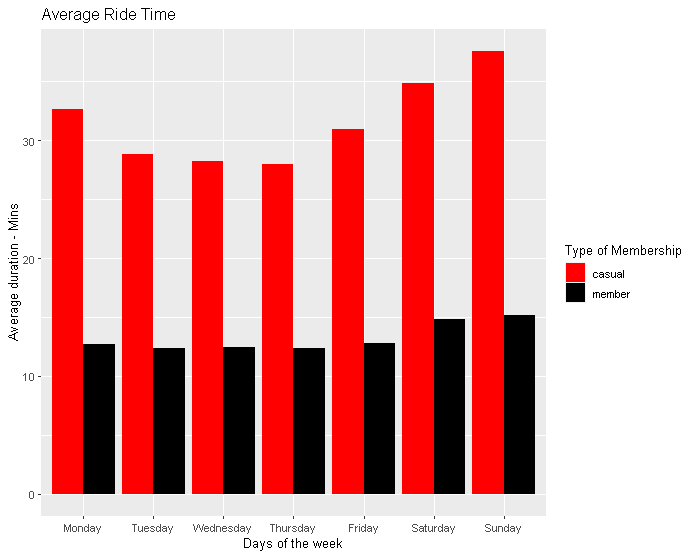 Average Ride Time
Average duration - Mins
30
20
10
0
Monday
Tuesday
Wednesday
Thursday
Friday
Saturday
Sunday
Days of the week
Type of Membership
casual
member